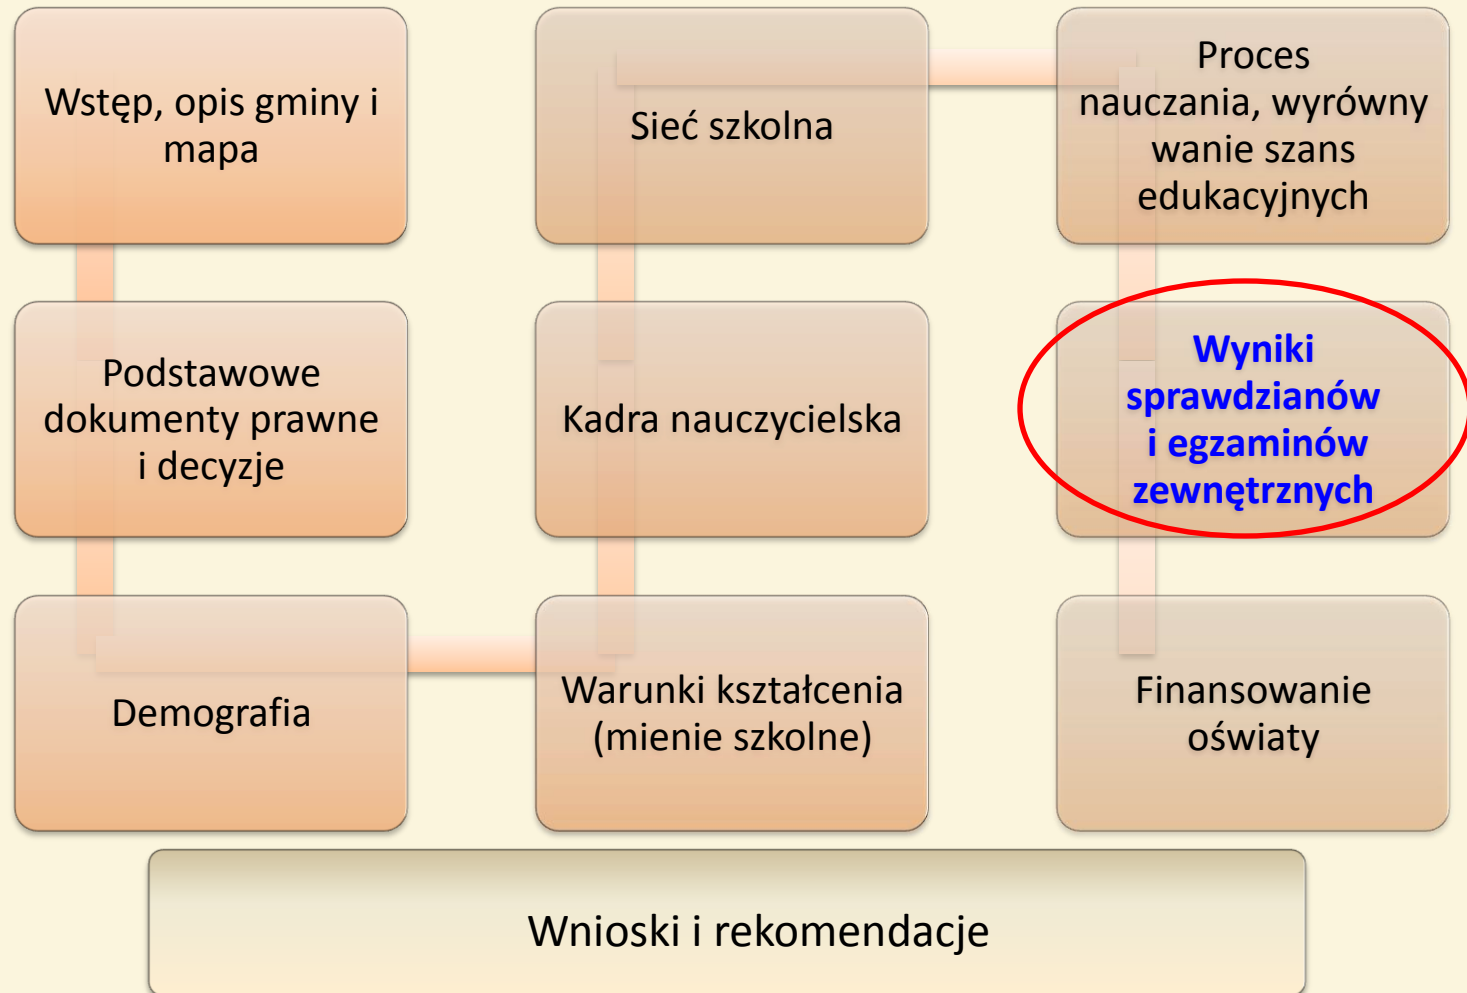 Wstęp, opis gminy i
mapa
Podstawowe
dokumenty prawne
i decyzje
Demografia
Warunki kształcenia
(mienie szkolne)
Kadra nauczycielska
Sieć szkolna
Proces
nauczania, wyrówny
wanie szans
edukacyjnych
Wyniki
sprawdzianów
i egzaminów
zewnętrznych
Finansowanie
oświaty
Wnioski i rekomendacje